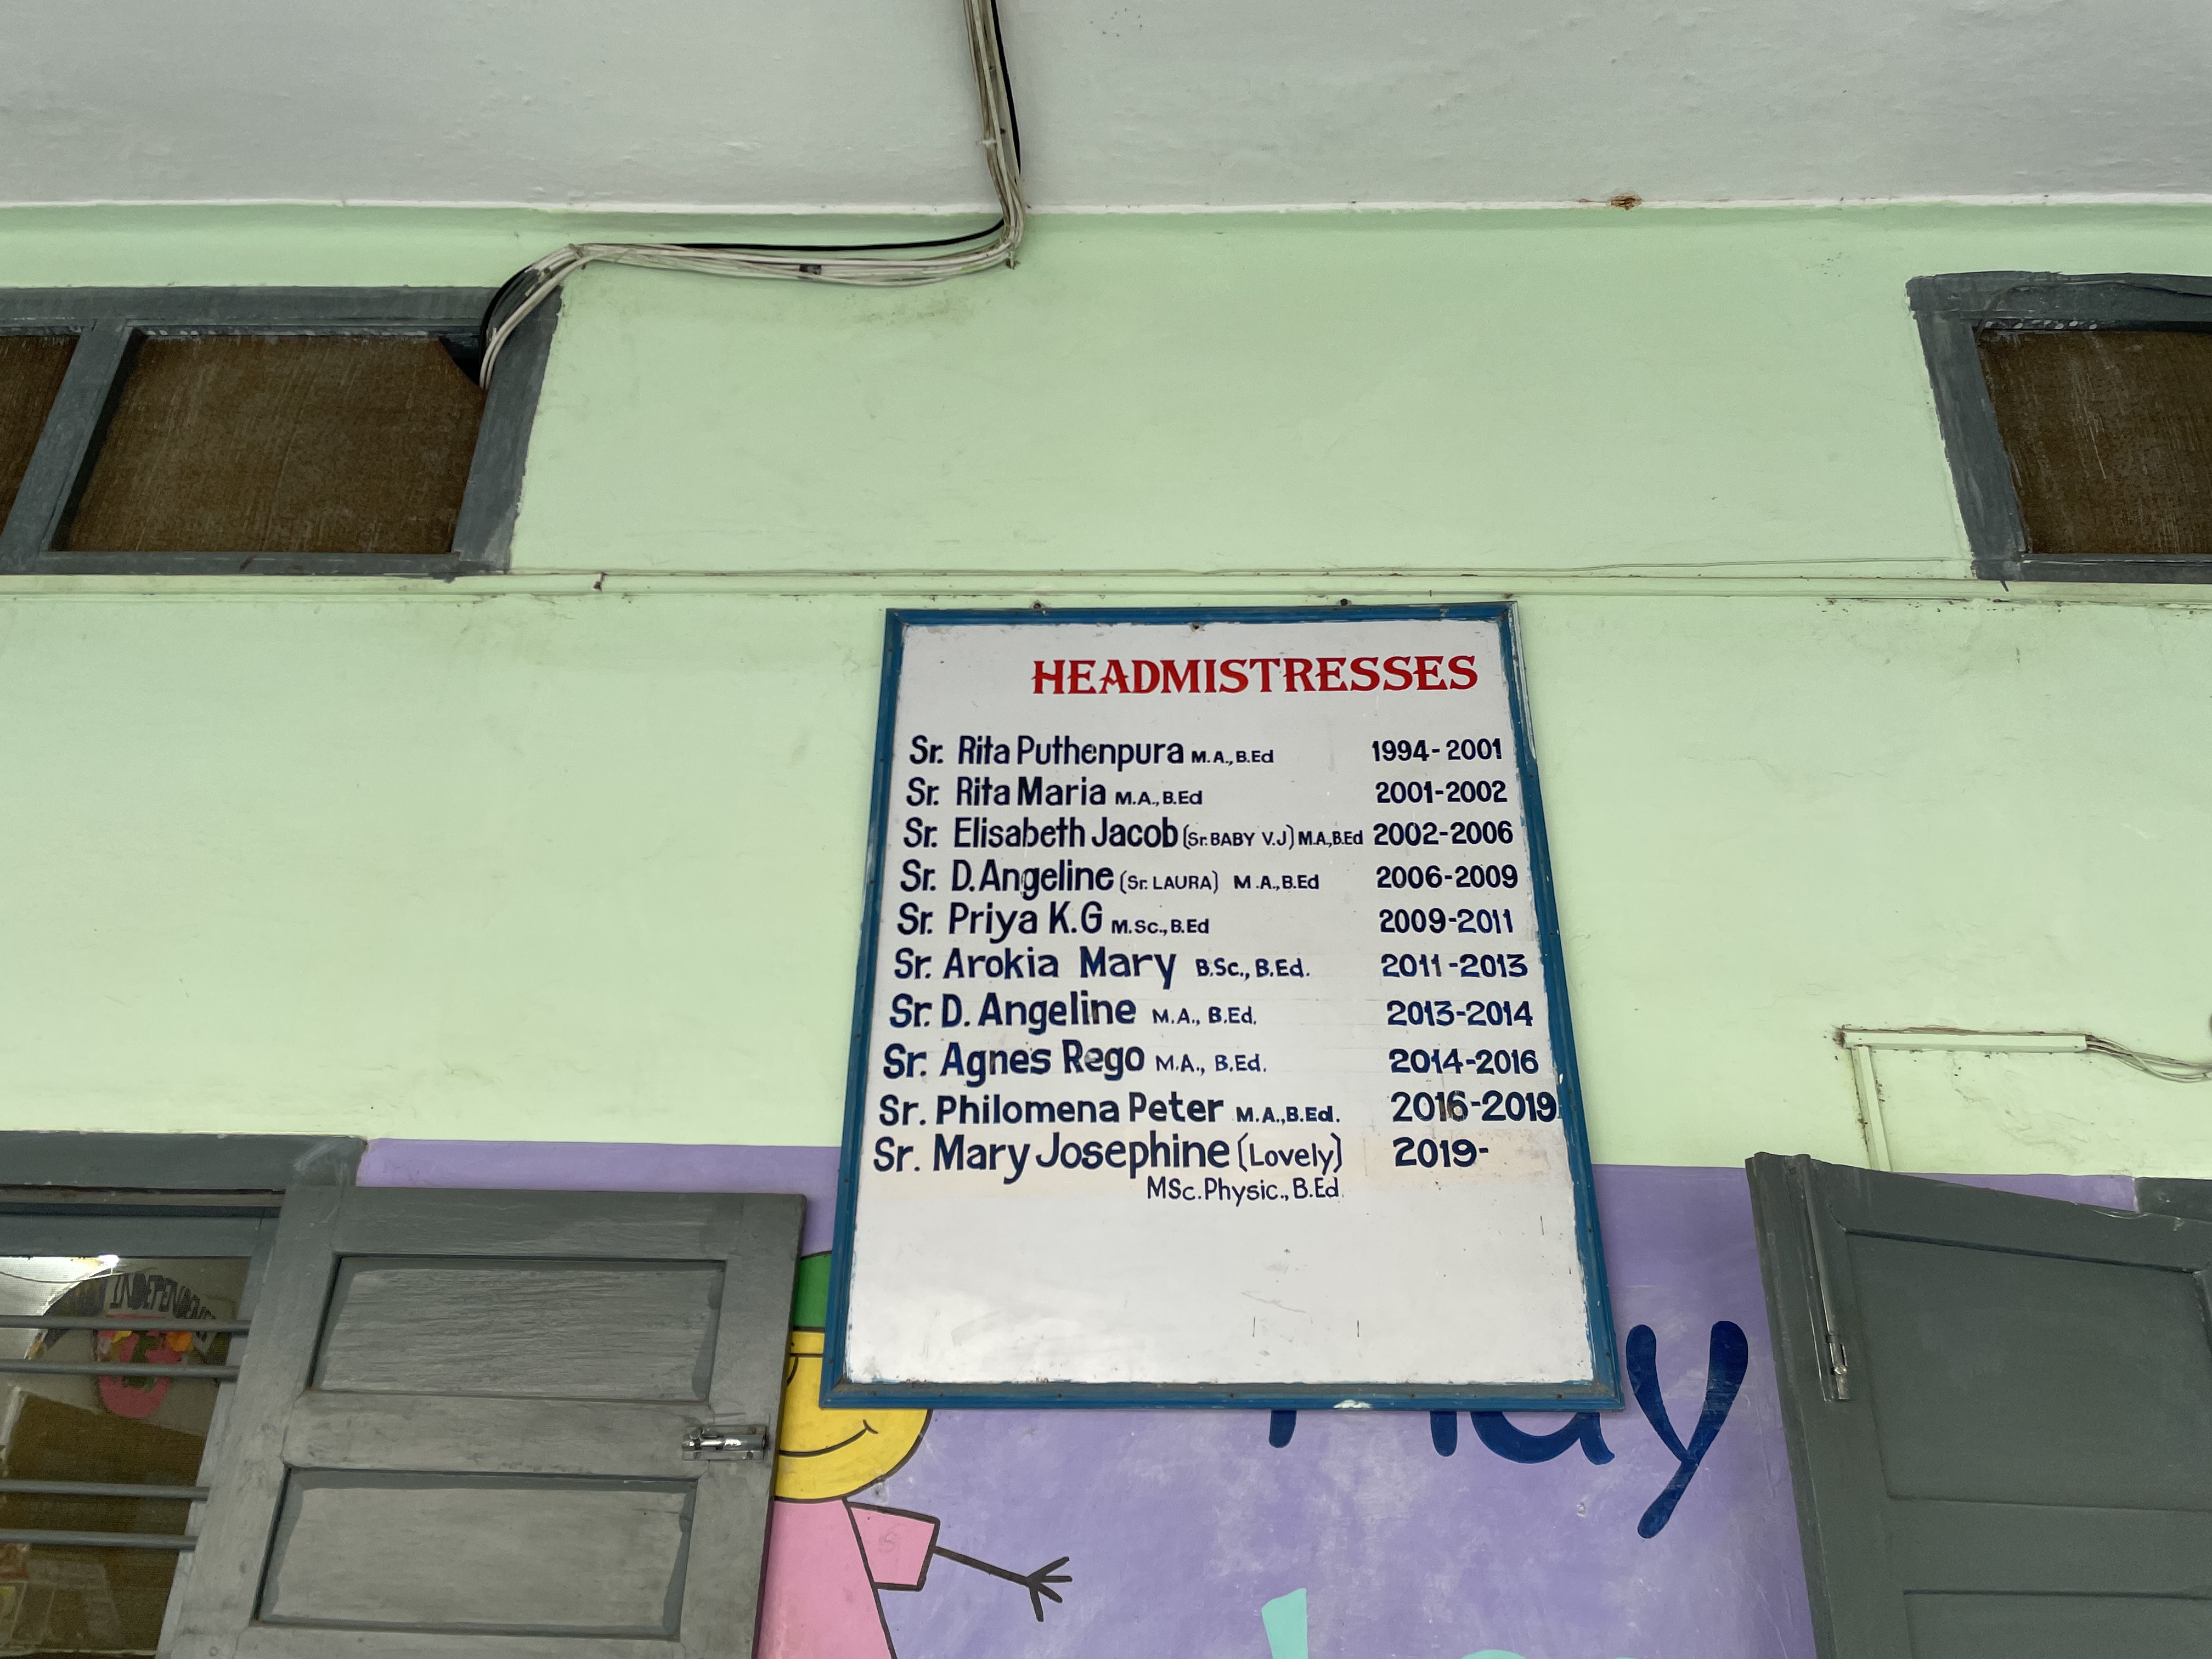 HEADMISTRESSES
Sr. Rita Puthenpura M.A.,B.Ed 1994-2001
Sr. Rita Maria M.A.,B.Ed 2001-2002
Sr. Elisabeth Jacob (Sr. BABY V.J) M.A.,B.Ed 2002-2006
Sr. D. Angeline (Sr. LAURA) M.A.,B.Ed 2006-2009
Sr. Priya K.G M.Sc.,B.Ed 2009-2011
Sr. Arokia Mary B.Sc., B.Ed. 2011-2013
Sr. D. Angeline M.A., B.Ed. 2013-2014
Sr. Agnes Rego M.A., B.Ed. 2014-2016
Sr. Philomena Peter M.A.,B.Ed. 2016-2019
Sr. Mary Josephine (Lovely) 2019-
MSc.Physic., B.Ed.